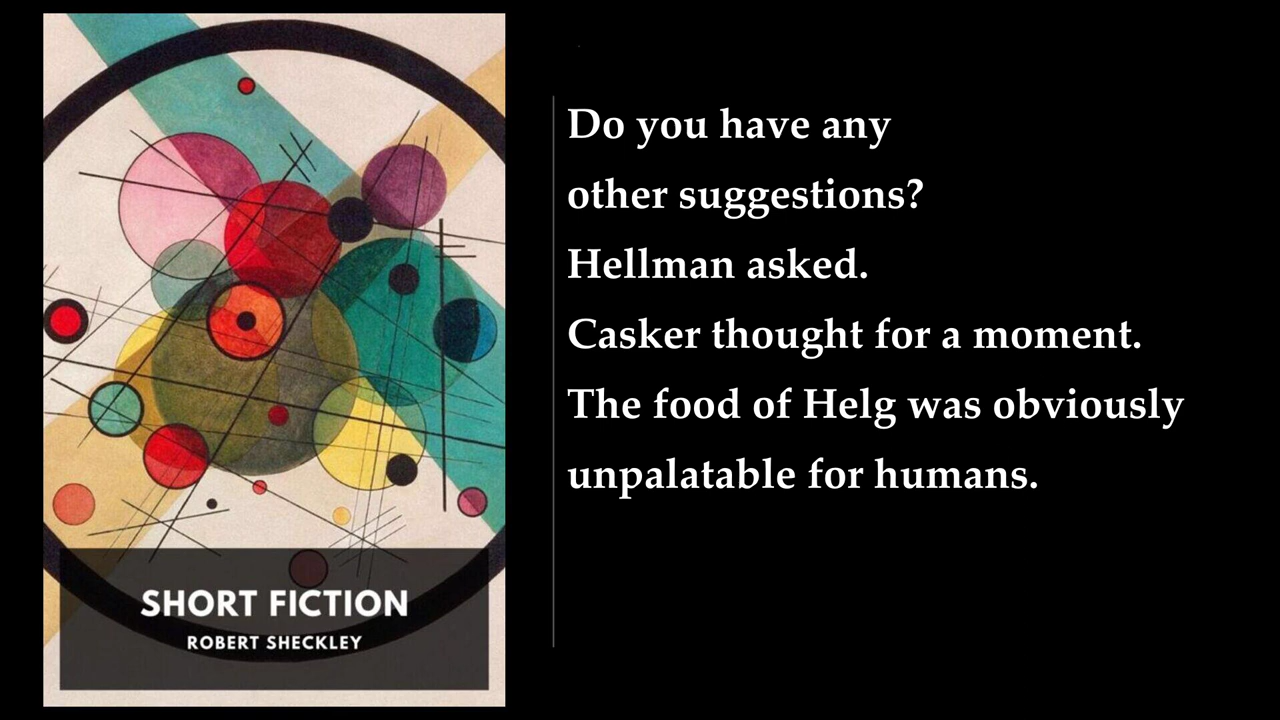 SHORT FICTION
ROBERT SHECKLEY
Do you have any
other suggestions?
Hellman asked.
Casker thought for a moment.
The food of Helg was obviously
unpalatable for humans.